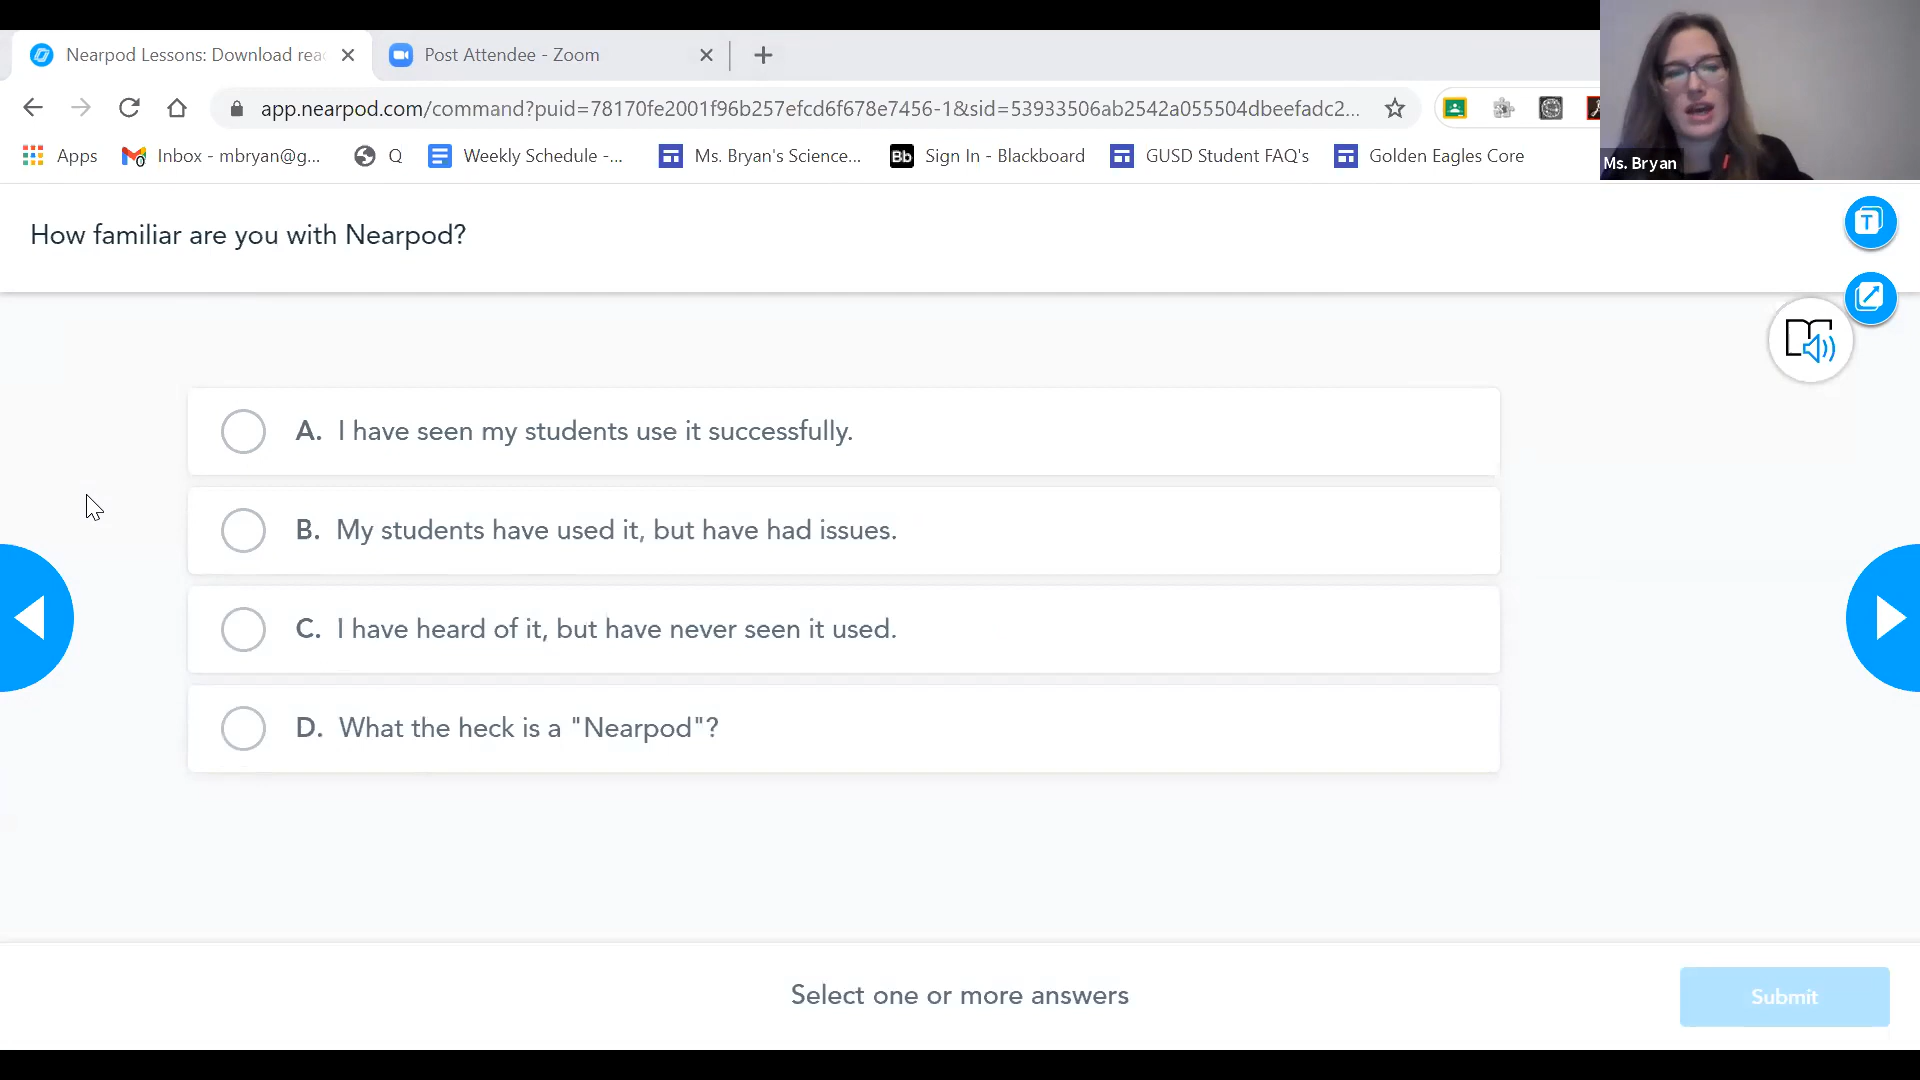 Nearpod Lessons: Download rea
Post Attendee - Zoom
app.nearpod.com/command?puid=78170fe2001f96b257efcd6f678e7456-1&sid=53933506ab2542a055504dbeefadc2...
Apps
Inbox - mbryan@g...
Q
Weekly Schedule -...
Ms. Bryan's Science...
Bb
Sign In - Blackboard
GUSD Student FAQ's
Golden Eagles Core
Ms. Bryan
How familiar are you with Nearpod?
T
A. I have seen my students use it successfully.
B. My students have used it, but have had issues.
C. I have heard of it, but have never seen it used.
D. What the heck is a "Nearpod"?
Select one or more answers
Submit